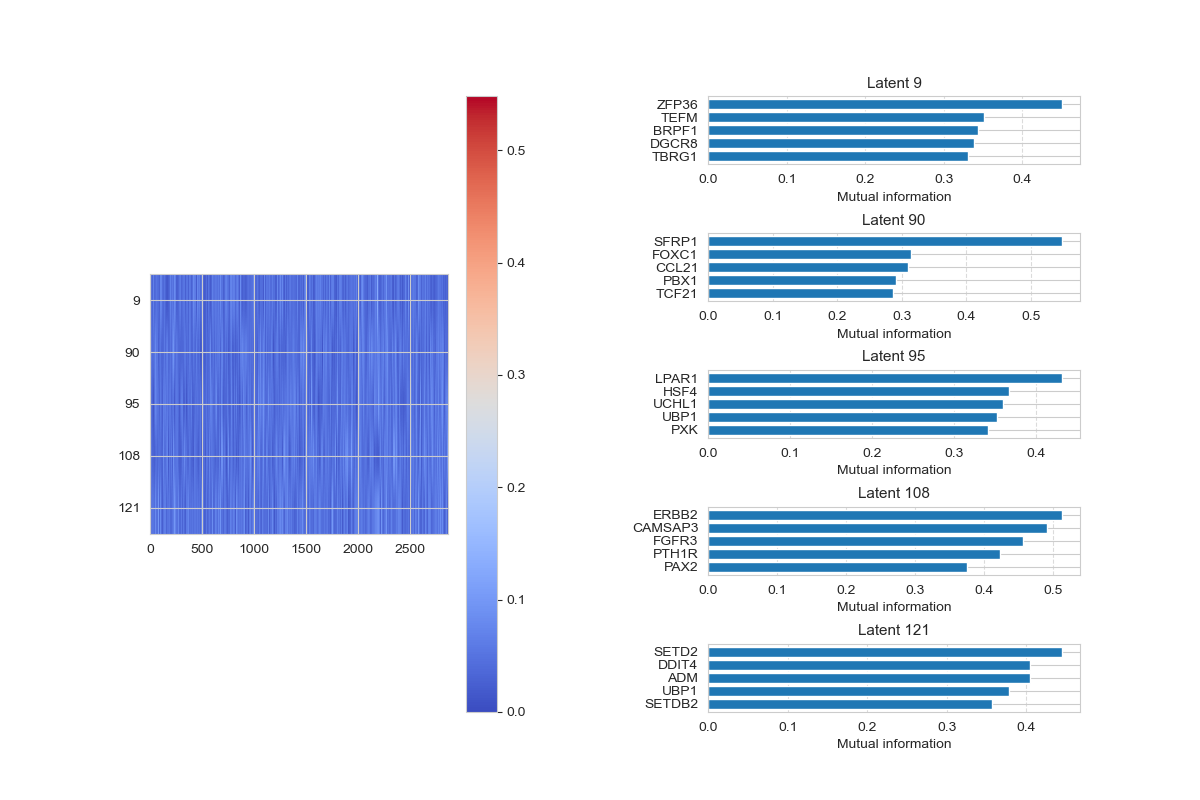 9
90
95
108
121
0 500 1000 1500 2000 2500
0.5
0.4
0.3
0.2
0.1
0.0
Latent 9
ZFP36
TEFM
BRPF1
DGCR8
TBRG1
0.0 0.1 0.2 0.3 0.4
Mutual information
Latent 90
SFRP1
FOXC1
CCL21
PBX1
TCF21
0.0 0.1 0.2 0.3 0.4 0.5
Mutual information
Latent 95
LPAR1
HSF4
UCHL1
UBP1
PXK
0.0 0.1 0.2 0.3 0.4
Mutual information
Latent 108
ERBB2
CAMSAP3
FGFR3
PTH1R
PAX2
0.0 0.1 0.2 0.3 0.4 0.5
Mutual information
Latent 121
SETD2
DDIT4
ADM
UBP1
SETDB2
0.0 0.1 0.2 0.3 0.4
Mutual information